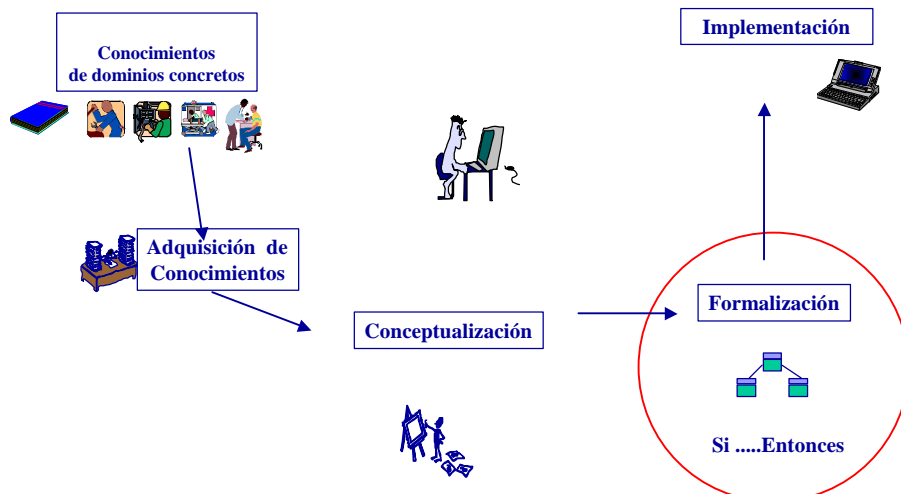 Conocimientos
de dominios concretos
Implementación
Adquisición de
Conocimientos
Conceptualización
Formalización
Si .....Entonces